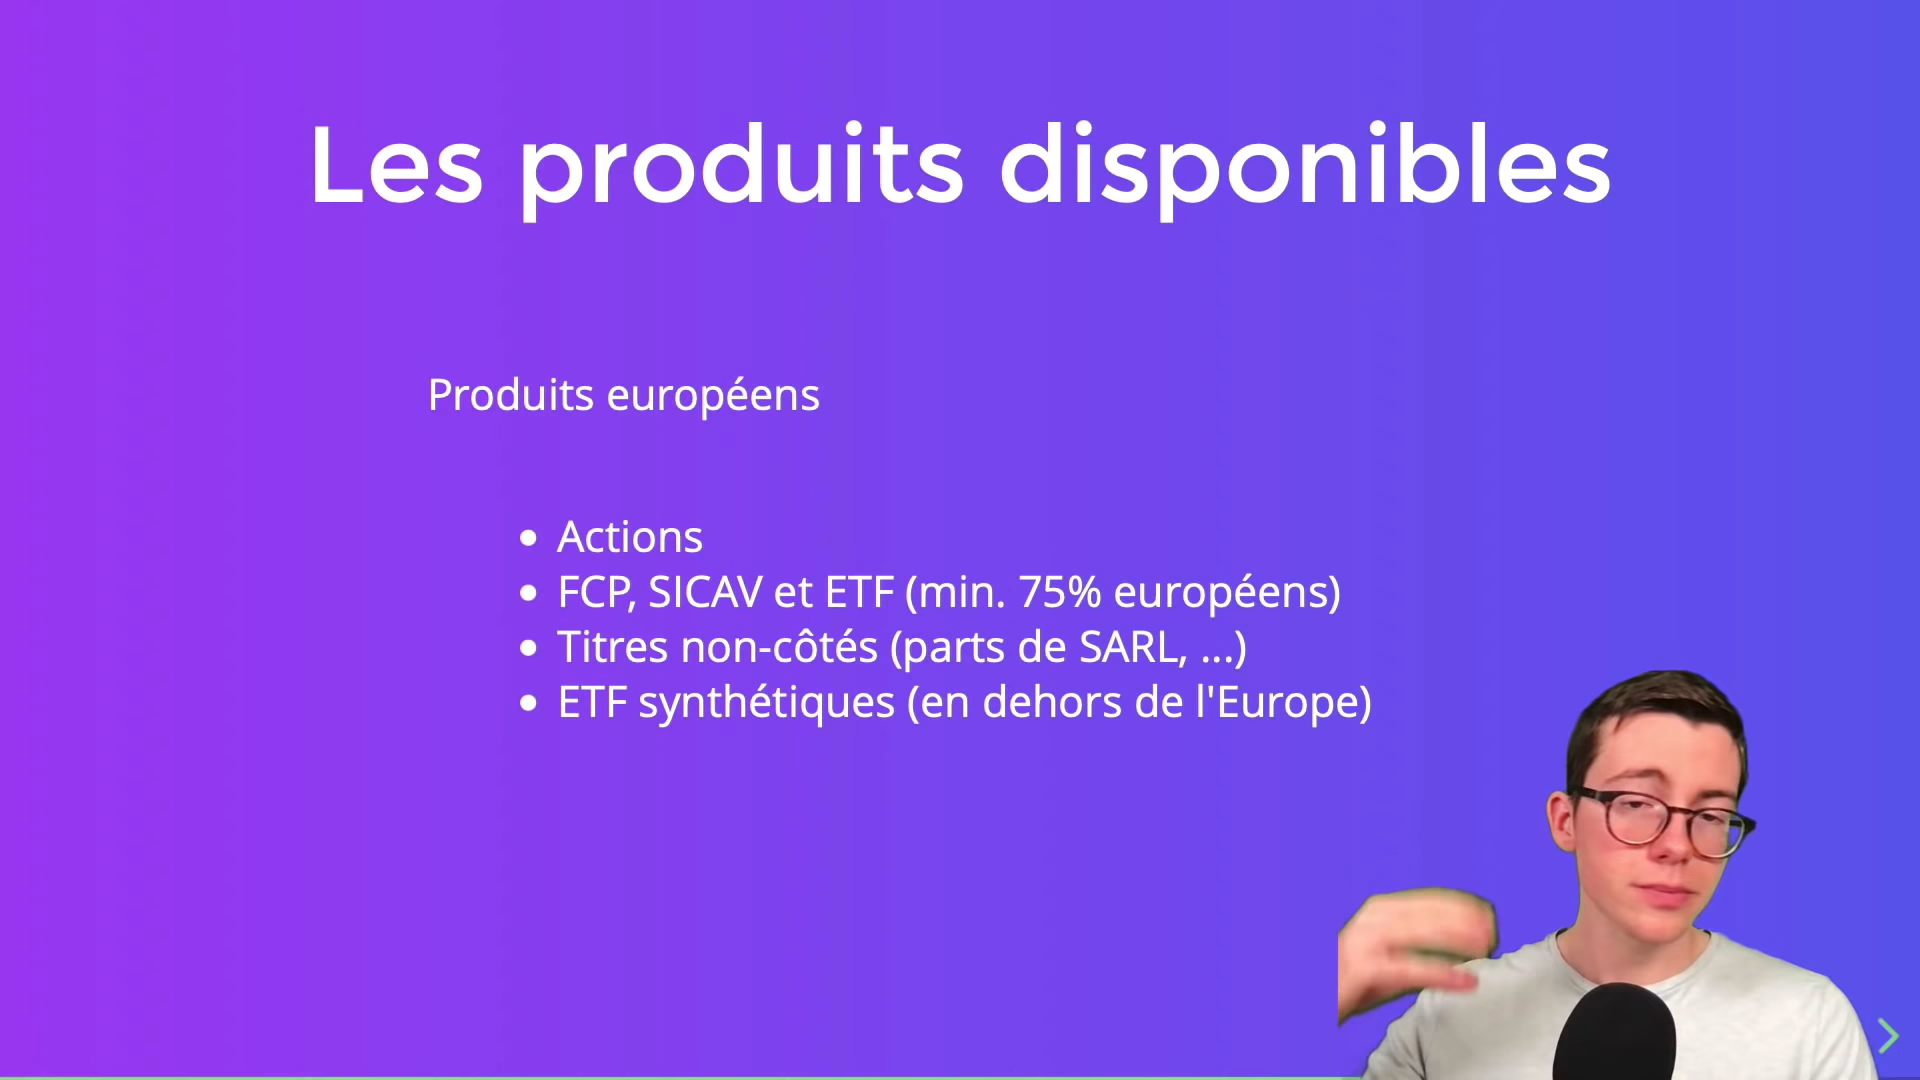 Les produits disponibles
Produits européens
Actions
FCP, SICAV et ETF (min. 75% européens)
Titres non-côtés (parts de SARL, ...)
ETF synthétiques (en dehors de l'Europe)